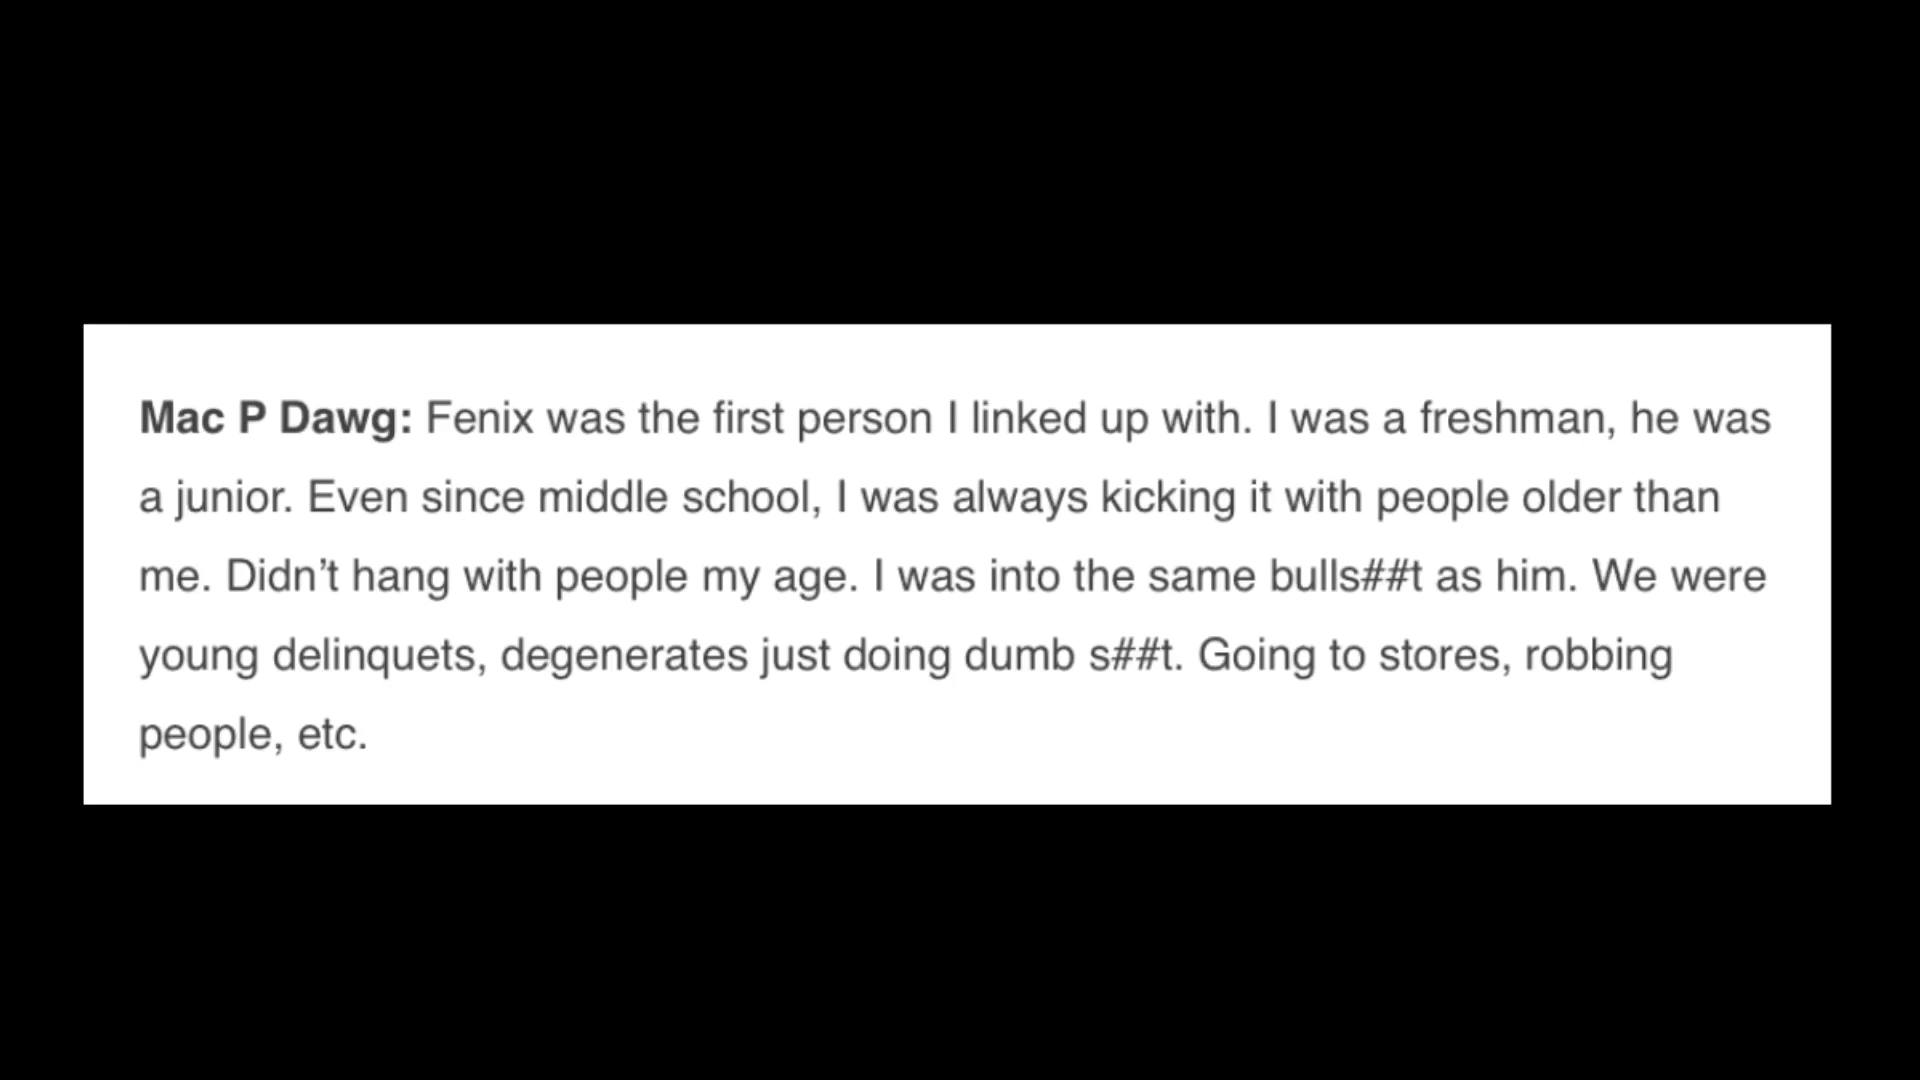 Mac P Dawg: Fenix was the first person I linked up with. I was a freshman, he was
a junior. Even since middle school, I was always kicking it with people older than
me. Didn’t hang with people my age. I was into the same bulls##t as him. We were
young delinquets, degenerates just doing dumb s##t. Going to stores, robbing
people, etc.